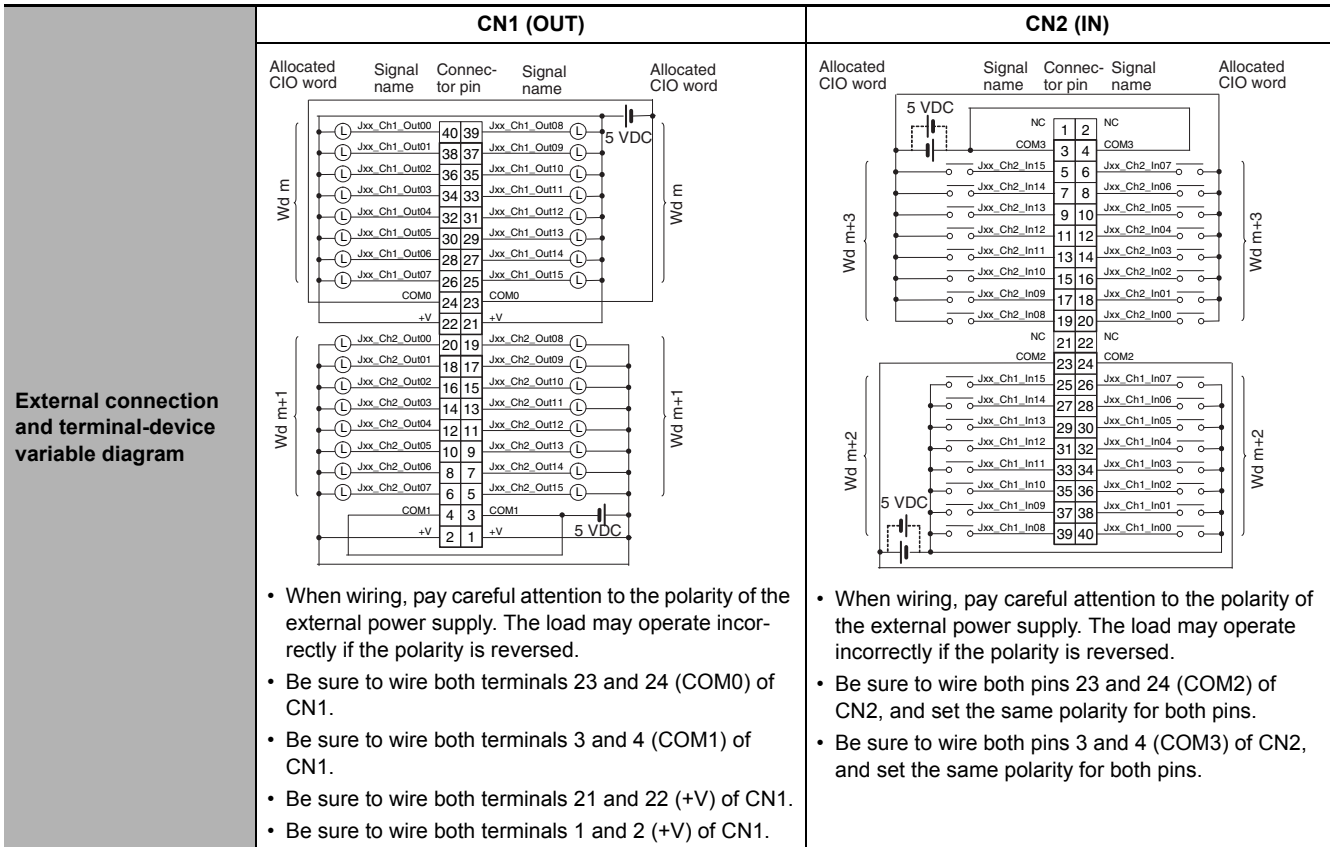 CN1 (OUT)
CN2 (IN)
External connection
and terminal-device
variable diagram
Allocated CIO word Signal name Connec-tor pin Signal name Allocated CIO word
5 VDC
Wd m
Wd m
Jxx_Ch1_Out00 40 39 Jxx_Ch1_Out08
Jxx_Ch1_Out01 38 37 Jxx_Ch1_Out09
Jxx_Ch1_Out02 36 35 Jxx_Ch1_Out10
Jxx_Ch1_Out03 34 33 Jxx_Ch1_Out11
Jxx_Ch1_Out04 32 31 Jxx_Ch1_Out12
Jxx_Ch1_Out05 30 29 Jxx_Ch1_Out13
Jxx_Ch1_Out06 28 27 Jxx_Ch1_Out14
Jxx_Ch1_Out07 26 25 Jxx_Ch1_Out15
COM0 24 23 COM0
+V 22 21 +V
Wd m+1
Wd m+1
L Jxx_Ch2_Out00 20 19 Jxx_Ch2_Out08 L
L Jxx_Ch2_Out01 18 17 Jxx_Ch2_Out09 L
L Jxx_Ch2_Out02 16 15 Jxx_Ch2_Out10 L
L Jxx_Ch2_Out03 14 13 Jxx_Ch2_Out11 L
L Jxx_Ch2_Out04 12 11 Jxx_Ch2_Out12 L
L Jxx_Ch2_Out05 10 9 Jxx_Ch2_Out13 L
L Jxx_Ch2_Out06 8 7 Jxx_Ch2_Out14 L
L Jxx_Ch2_Out07 6 5 Jxx_Ch2_Out15 L
COM1 4 3 COM1
5 VDC
+V 2 1 +V
• When wiring, pay careful attention to the polarity of the
external power supply. The load may operate incor-
rectly if the polarity is reversed.
• Be sure to wire both terminals 23 and 24 (COM0) of
CN1.
• Be sure to wire both terminals 3 and 4 (COM1) of
CN1.
• Be sure to wire both terminals 21 and 22 (+V) of CN1.
• Be sure to wire both terminals 1 and 2 (+V) of CN1.
Allocated CIO word Signal name Connec-tor pin Signal name Allocated CIO word
5 VDC
NC 1 2 NC
COM3 3 4 COM3
Wd m+3
Wd m+3
Jxx_Ch2_In15 5 6 Jxx_Ch2_In07
Jxx_Ch2_In14 7 8 Jxx_Ch2_In06
Jxx_Ch2_In13 9 10 Jxx_Ch2_In05
Jxx_Ch2_In12 11 12 Jxx_Ch2_In04
Jxx_Ch2_In11 13 14 Jxx_Ch2_In03
Jxx_Ch2_In10 15 16 Jxx_Ch2_In02
Jxx_Ch2_In09 17 18 Jxx_Ch2_In01
Jxx_Ch2_In08 19 20 Jxx_Ch2_In00
NC 21 22 NC
COM2 23 24 COM2
Wd m+2
Wd m+2
Jxx_Ch1_In15 25 26 Jxx_Ch1_In07
Jxx_Ch1_In14 27 28 Jxx_Ch1_In06
Jxx_Ch1_In13 29 30 Jxx_Ch1_In05
Jxx_Ch1_In12 31 32 Jxx_Ch1_In04
Jxx_Ch1_In11 33 34 Jxx_Ch1_In03
Jxx_Ch1_In10 35 36 Jxx_Ch1_In02
5 VDC
Jxx_Ch1_In09 37 38 Jxx_Ch1_In01
Jxx_Ch1_In08 39 40 Jxx_Ch1_In00
• When wiring, pay careful attention to the polarity of
the external power supply. The load may operate
incorrectly if the polarity is reversed.
• Be sure to wire both pins 23 and 24 (COM2) of
CN2, and set the same polarity for both pins.
• Be sure to wire both pins 3 and 4 (COM3) of CN2,
and set the same polarity for both pins.